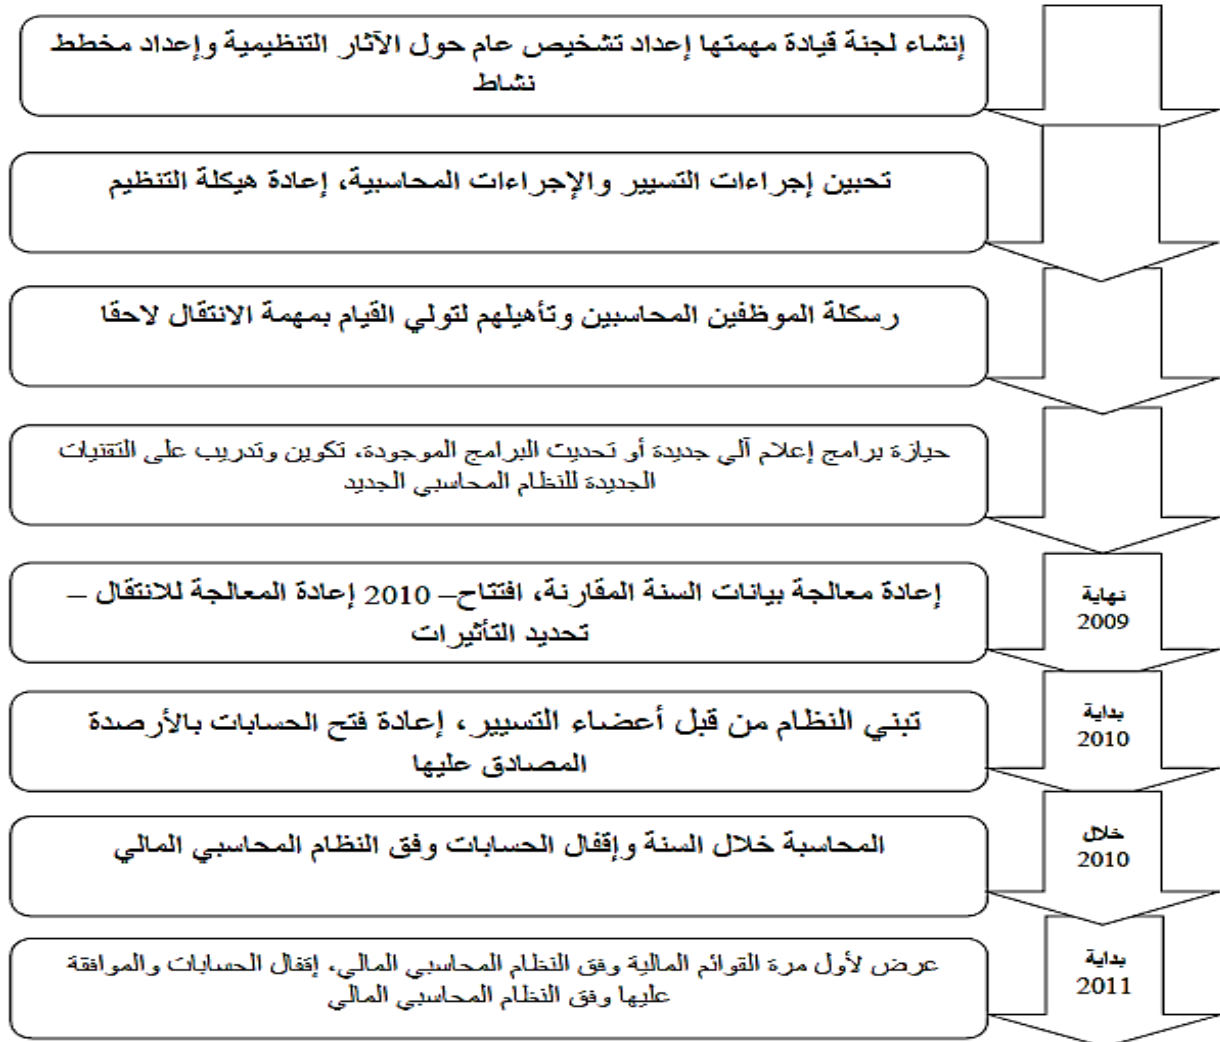 إنشاء لجنة قيادة مهمتها إعداد تشخيص عام حول الآثار التنظيمية وإعداد مخطط
نشاط
تحيين إجراءات التسيير والإجراءات المحاسبية، إعادة هيكلة التنظيم
رسكلة الموظفين المحاسبين وتأهيلهم لتولي القيام بمهمة الانتقال لاحقا
حيازة برامج إعلام آلي جديدة أو تحديث البرامج الموجودة، تكوين وتدريب على التقنيات
الجديدة للنظام المحاسبي الجديد
نهاية
2009
إعادة معالجة بيانات السنة المقارنة، افتتاح– 2010 إعادة المعالجة للانتقال –
تحديد التأثيرات
بداية
2010
تبني النظام من قبل أعضاء التسيير، إعادة فتح الحسابات بالأرصدة
المصادق عليها
خلال
2010
المحاسبة خلال السنة وإقفال الحسابات وفق النظام المحاسبي المالي
بداية
2011
عرض لأول مرة القوائم المالية وفق النظام المحاسبي المالي، إقفال الحسابات والموافقة
عليها وفق النظام المحاسبي المالي